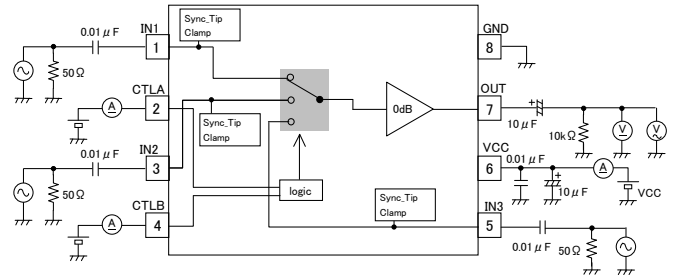 IN1
0.01μF
1
50Ω
Sync_Tip
Clamp
GND
8
CTLA
A
2
0dB
OUT
7
10μF
+
10kΩ
V
V
IN2
0.01μF
3
50Ω
Sync_Tip
Clamp
VCC
6
0.01μF
+
10μF
A
VCC
CTLB
A
4
logic
Sync_Tip
Clamp
IN3
5
0.01μF
50Ω